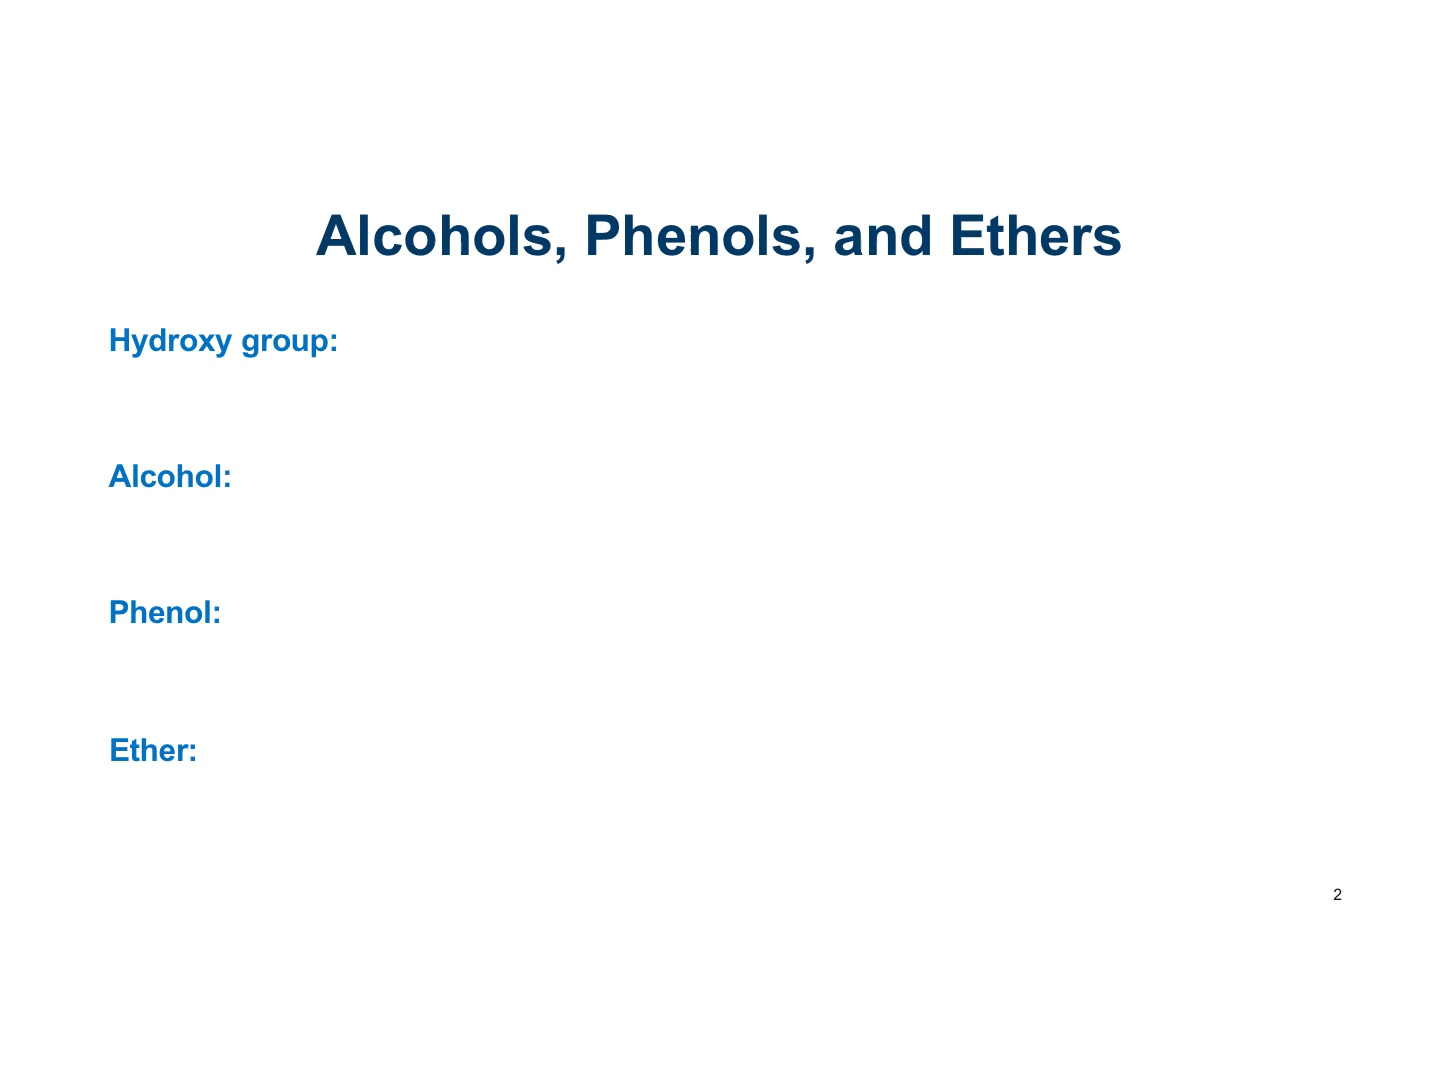 Alcohols, Phenols, and Ethers
Hydroxy group:
Alcohol:
Phenol:
Ether:
2